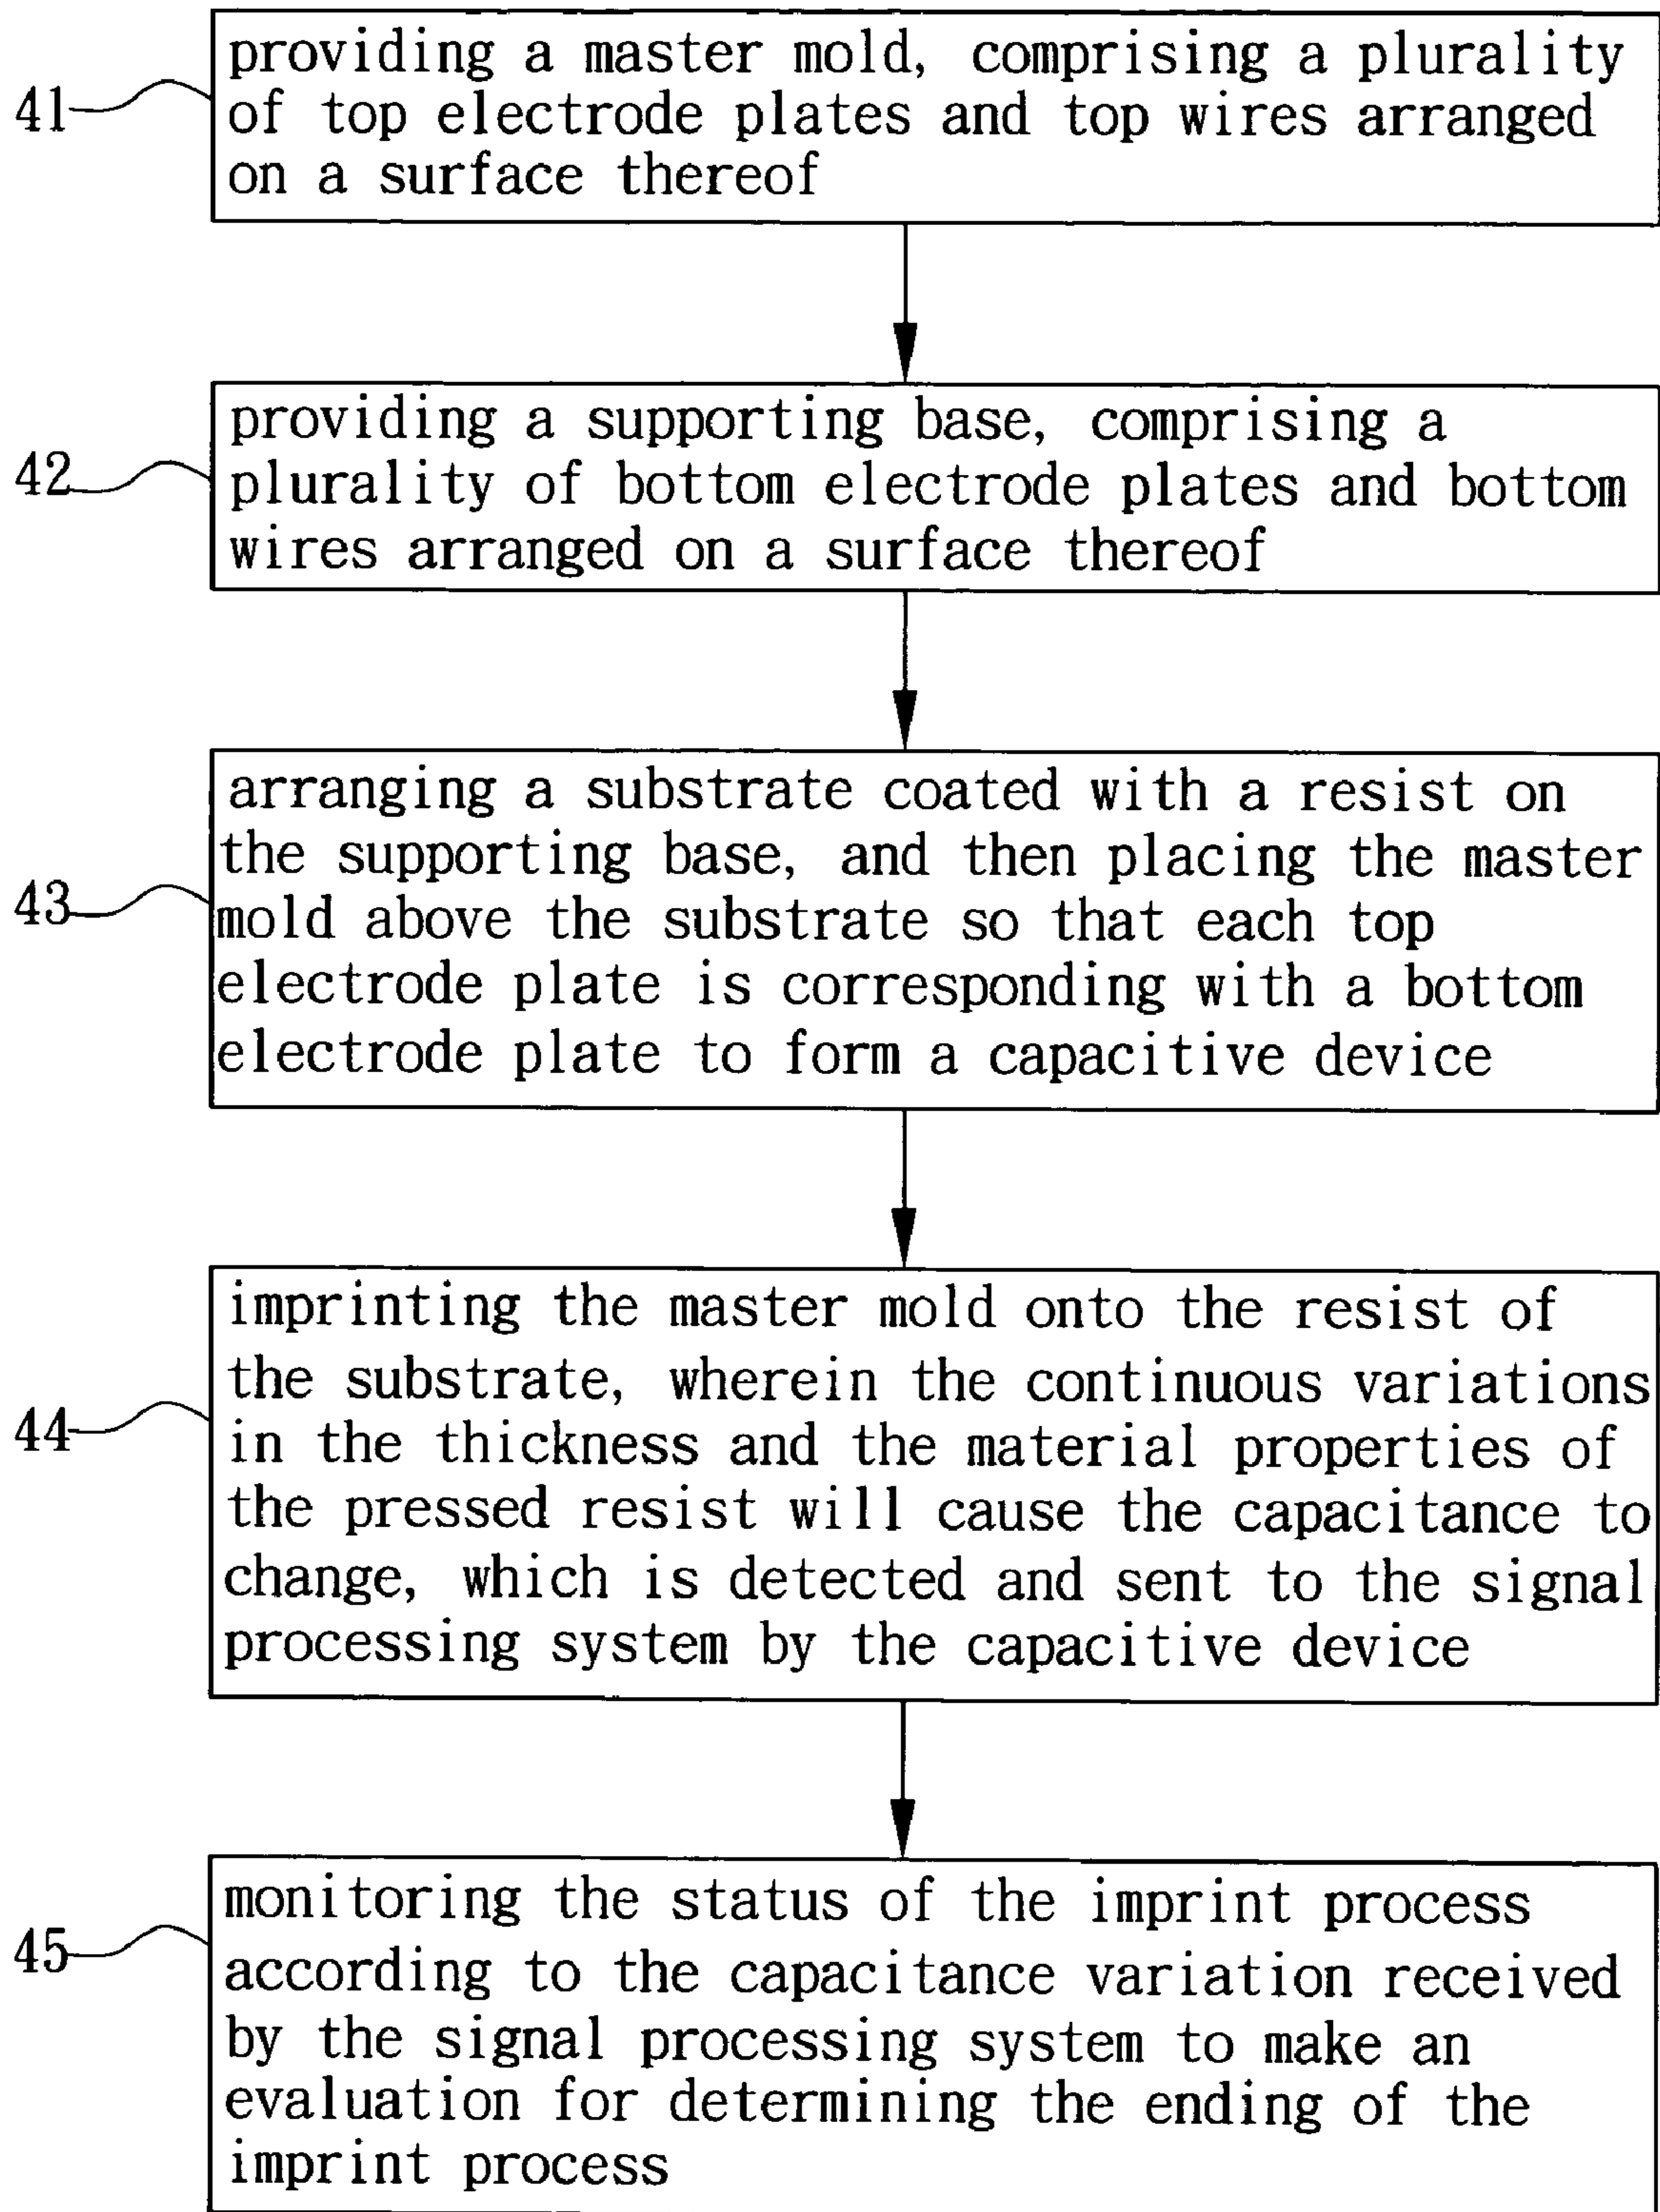 41
providing a master mold, comprising a plurality
of top electrode plates and top wires arranged
on a surface thereof
42
providing a supporting base, comprising a
plurality of bottom electrode plates and bottom
wires arranged on a surface thereof
43
arranging a substrate coated with a resist on
the supporting base, and then placing the master
mold above the substrate so that each top
electrode plate is corresponding with a bottom
electrode plate to form a capacitive device
44
imprinting the master mold onto the resist of
the substrate, wherein the continuous variations
in the thickness and the material properties of
the pressed resist will cause the capacitance to
change, which is detected and sent to the signal
processing system by the capacitive device
45
monitoring the status of the imprint process
according to the capacitance variation received
by the signal processing system to make an
evaluation for determining the ending of the
imprint process